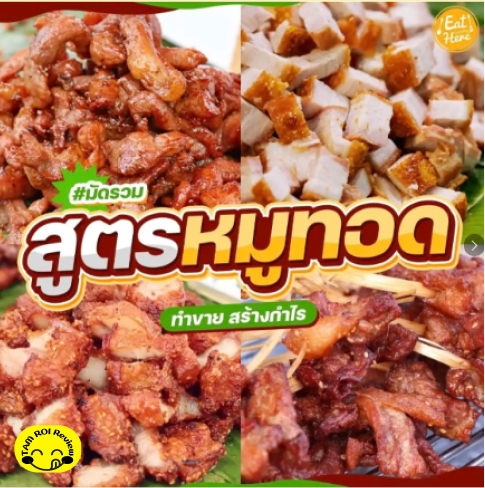 Eat
Here
#มัดรวม
สูตรหมูทอด
ทำขาย สร้างกำไร
TAM ROI Review